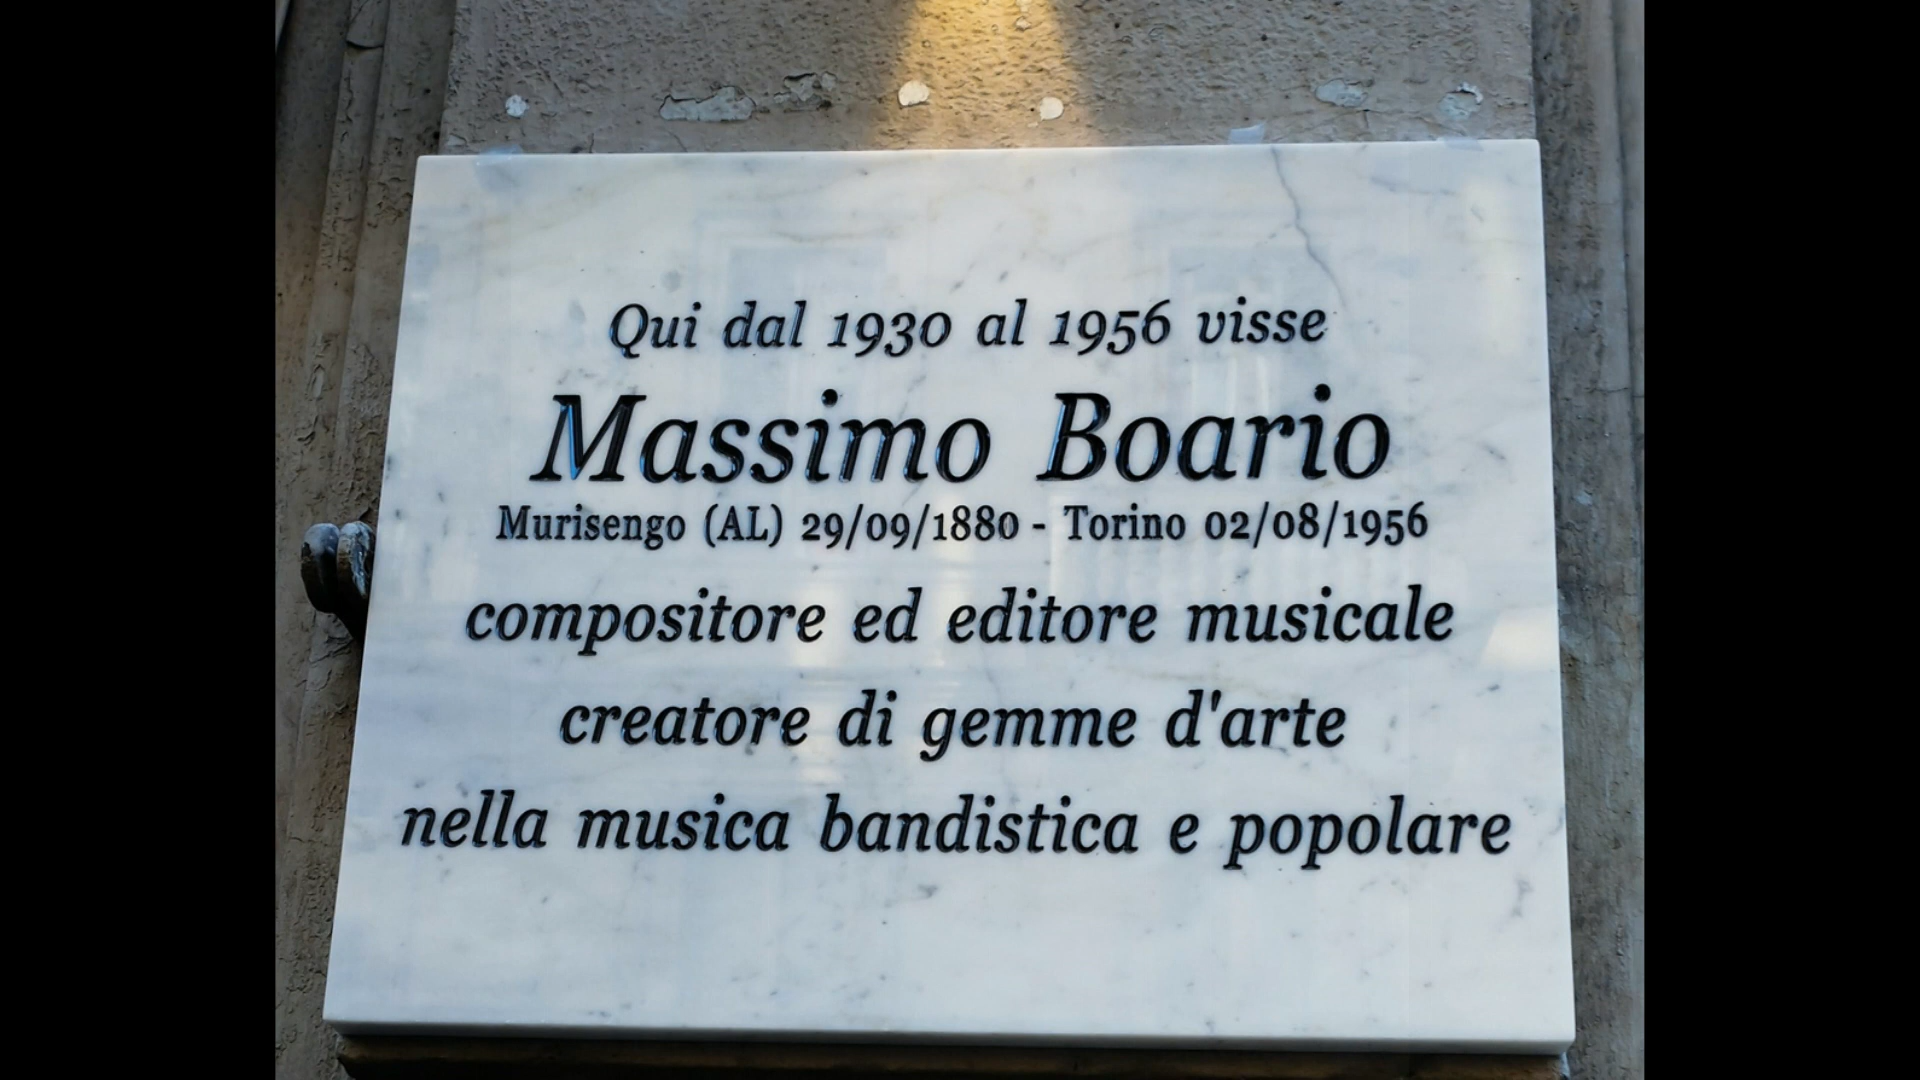 Qui dal 1930 al 1956 visse
Massimo Boario
Murisengo (AL) 29/09/1880 - Torino 02/08/1956
compositore ed editore musicale
creatore di gemme d'arte
nella musica bandistica e popolare